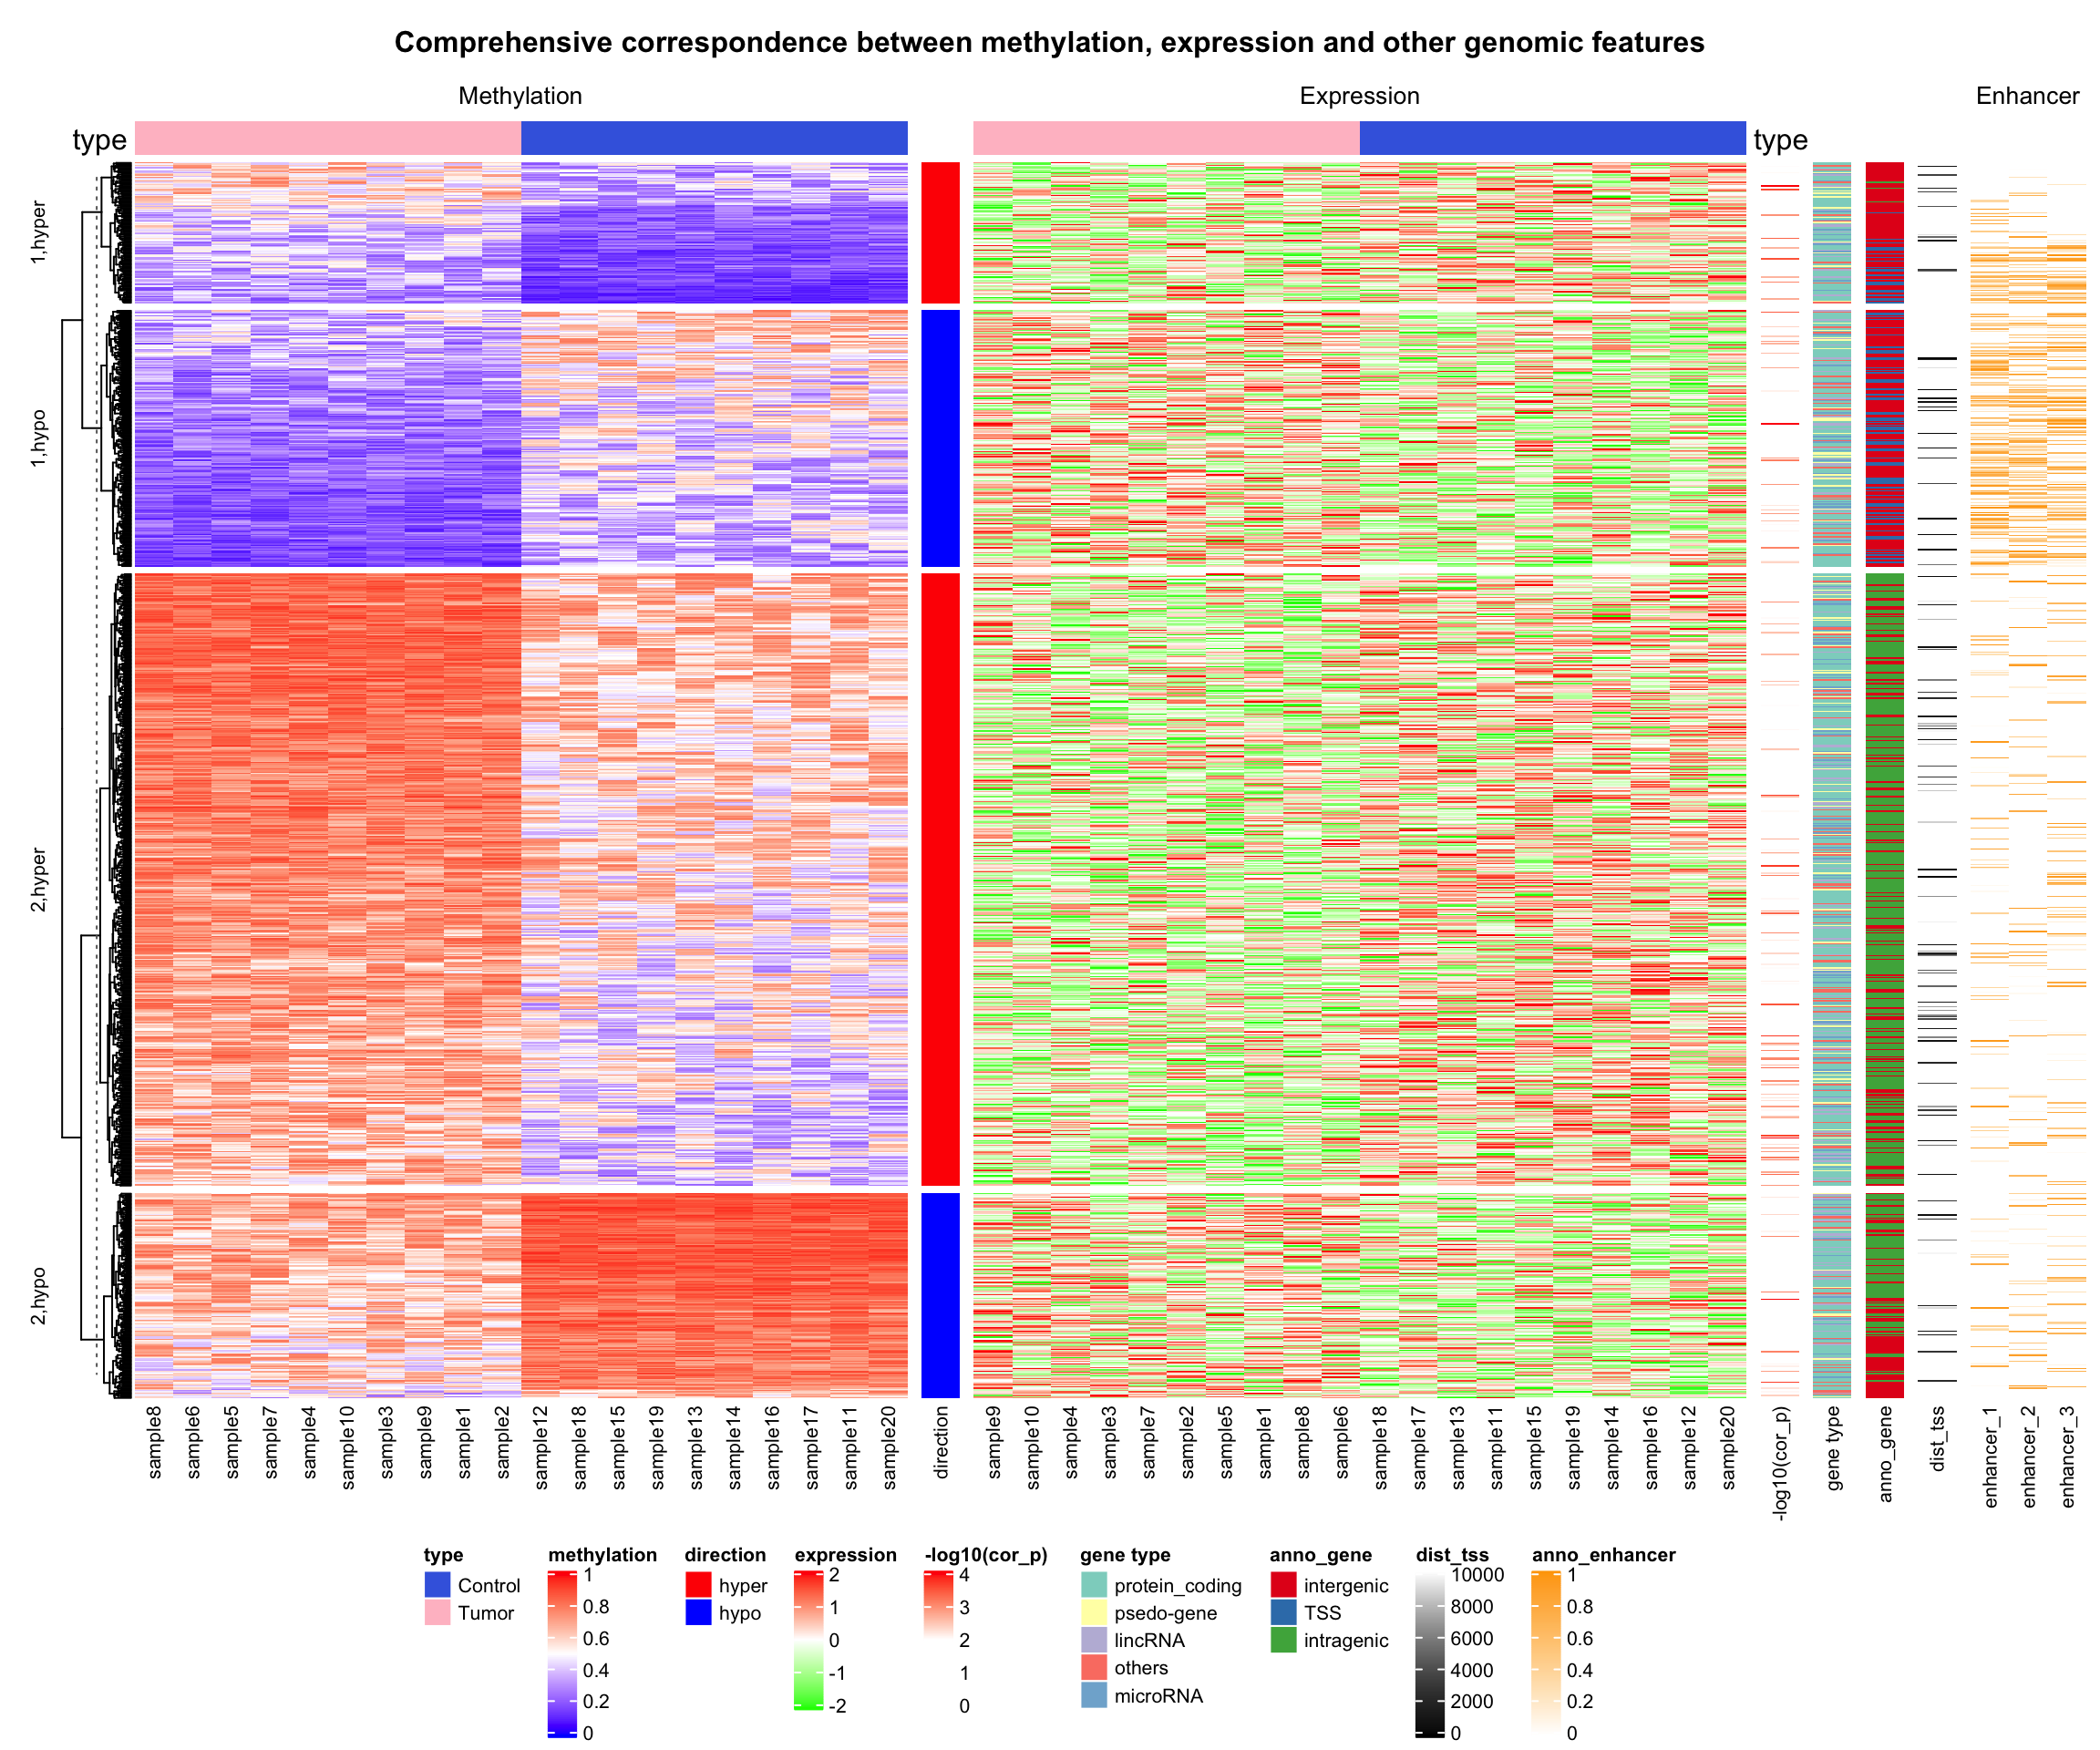 Comprehensive correspondence between methylation, expression and other genomic features
Methylation
Expression
Enhancer
type
type
1,hyper
1,hypo
2,hyper
2,hypo
sample8
sample6
sample5
sample7
sample4
sample10
sample3
sample9
sample1
sample2
sample12
sample18
sample15
sample19
sample13
sample14
sample16
sample17
sample11
sample20
direction
sample9
sample10
sample4
sample3
sample7
sample2
sample5
sample1
sample8
sample6
sample18
sample17
sample13
sample11
sample15
sample19
sample14
sample16
sample12
sample20
-log10(cor_p)
gene type
anno_gene
dist_tss
enhancer_1
enhancer_2
enhancer_3
type
Control
Tumor
methylation
1
0.8
0.6
0.4
0.2
0
direction
hyper
hypo
expression
2
1
0
-1
-2
-log10(cor_p)
4
3
2
1
0
gene type
protein_coding
psedo-gene
lincRNA
others
microRNA
anno_gene
intergenic
TSS
intragenic
dist_tss
10000
8000
6000
4000
2000
0
anno_enhancer
1
0.8
0.6
0.4
0.2
0